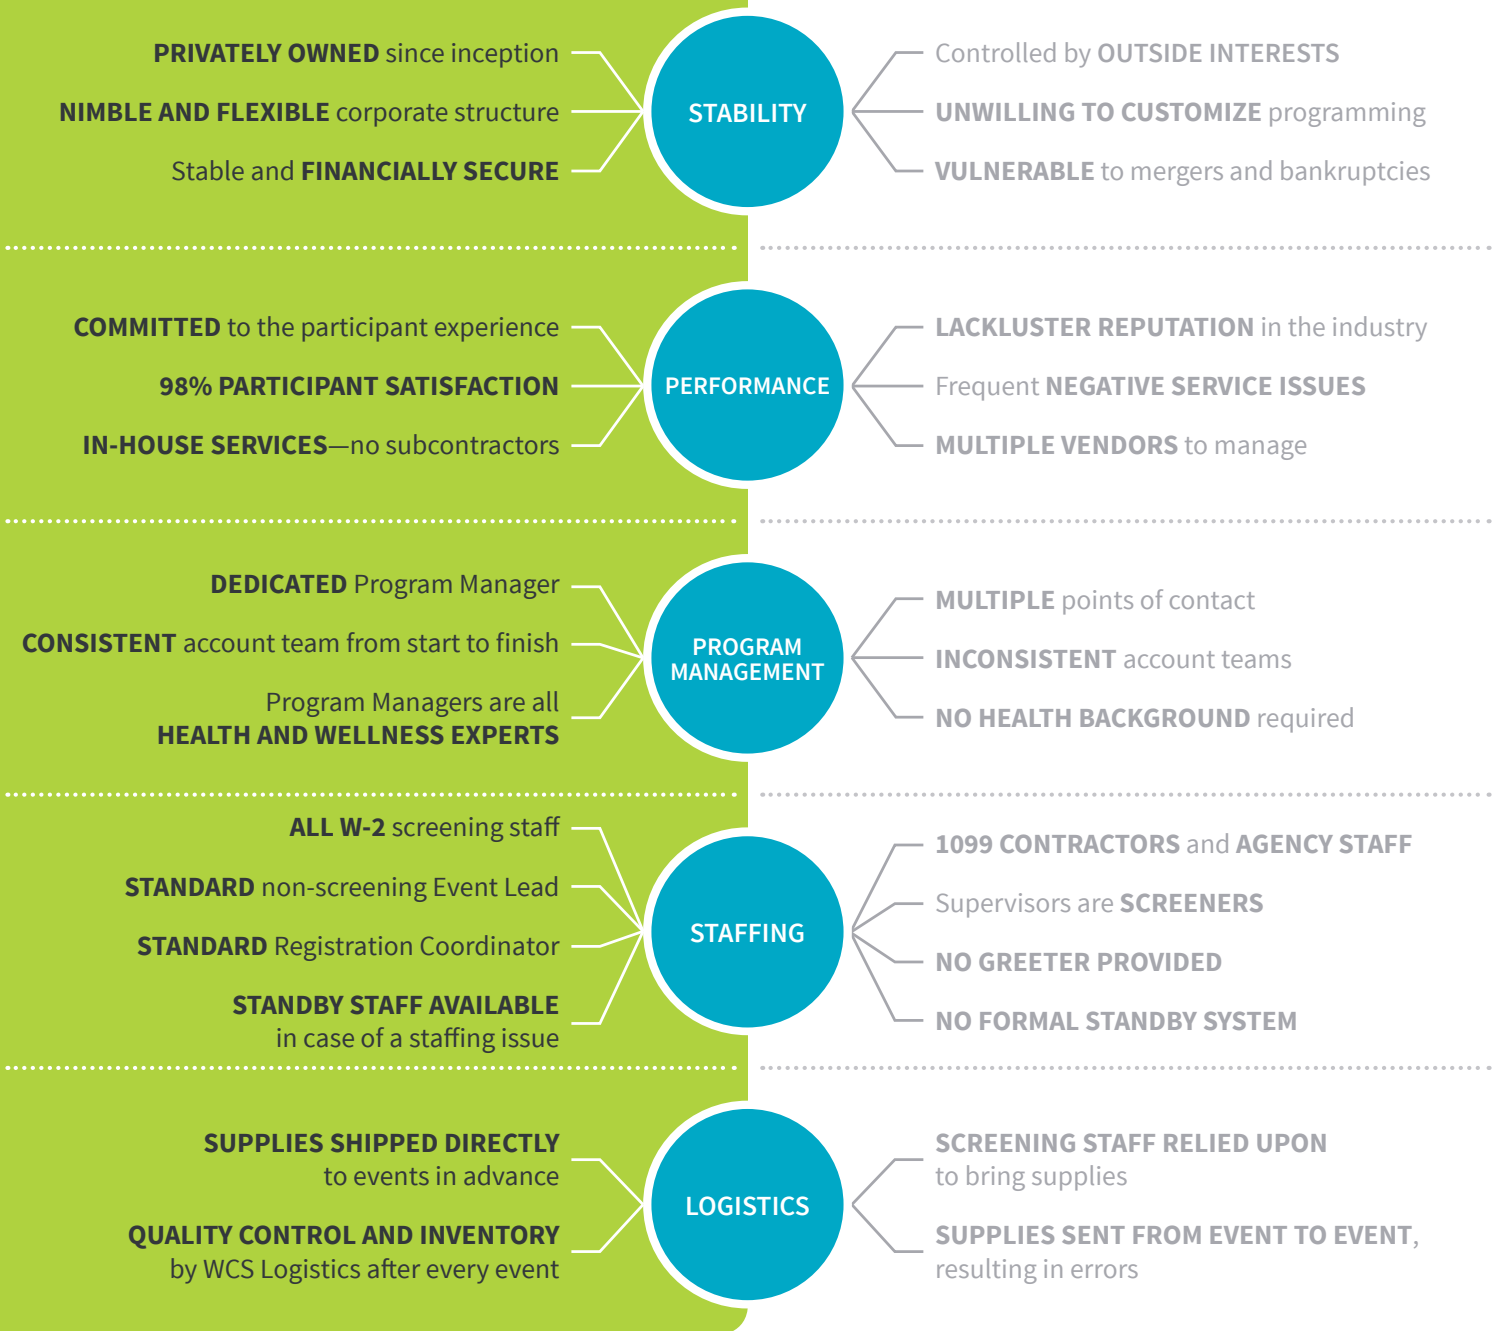 PRIVATELY OWNED since inception
NIMBLE AND FLEXIBLE corporate structure
Stable and FINANCIALLY SECURE
STABILITY
Controlled by OUTSIDE INTERESTS
UNWILLING TO CUSTOMIZE programming
VULNERABLE to mergers and bankruptcies
COMMITTED to the participant experience
98% PARTICIPANT SATISFACTION
IN-HOUSE SERVICES—no subcontractors
PERFORMANCE
LACKLUSTER REPUTATION in the industry
Frequent NEGATIVE SERVICE ISSUES
MULTIPLE VENDORS to manage
DEDICATED Program Manager
CONSISTENT account team from start to finish
Program Managers are all
HEALTH AND WELLNESS EXPERTS
PROGRAM
MANAGEMENT
MULTIPLE points of contact
INCONSISTENT account teams
NO HEALTH BACKGROUND required
ALL W-2 screening staff
STANDARD non-screening Event Lead
STANDARD Registration Coordinator
STANDBY STAFF AVAILABLE
in case of a staffing issue
STAFFING
1099 CONTRACTORS and AGENCY STAFF
Supervisors are SCREENERS
NO GREETER PROVIDED
NO FORMAL STANDBY SYSTEM
SUPPLIES SHIPPED DIRECTLY
to events in advance
QUALITY CONTROL AND INVENTORY
by WCS Logistics after every event
LOGISTICS
SCREENING STAFF RELIED UPON
to bring supplies
SUPPLIES SENT FROM EVENT TO EVENT,
resulting in errors